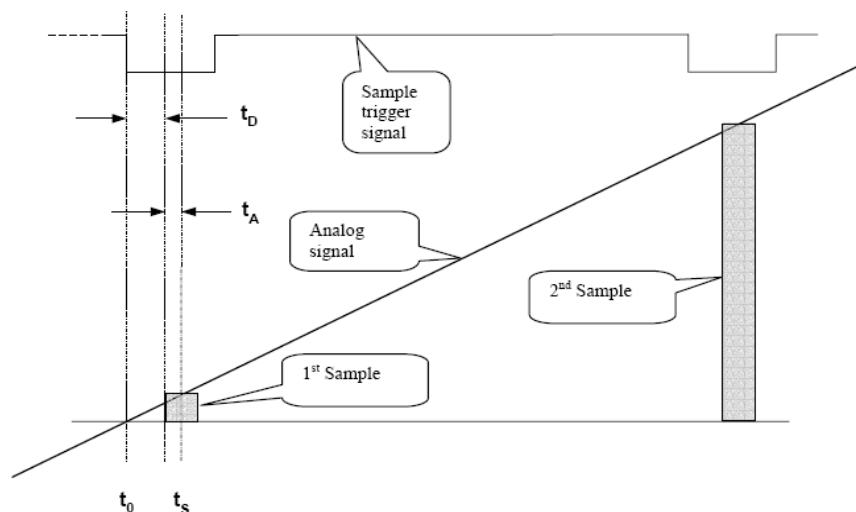 Sample
trigger
signal
t_D
t_A
Analog
signal
2nd Sample
1st Sample
t_0
t_s